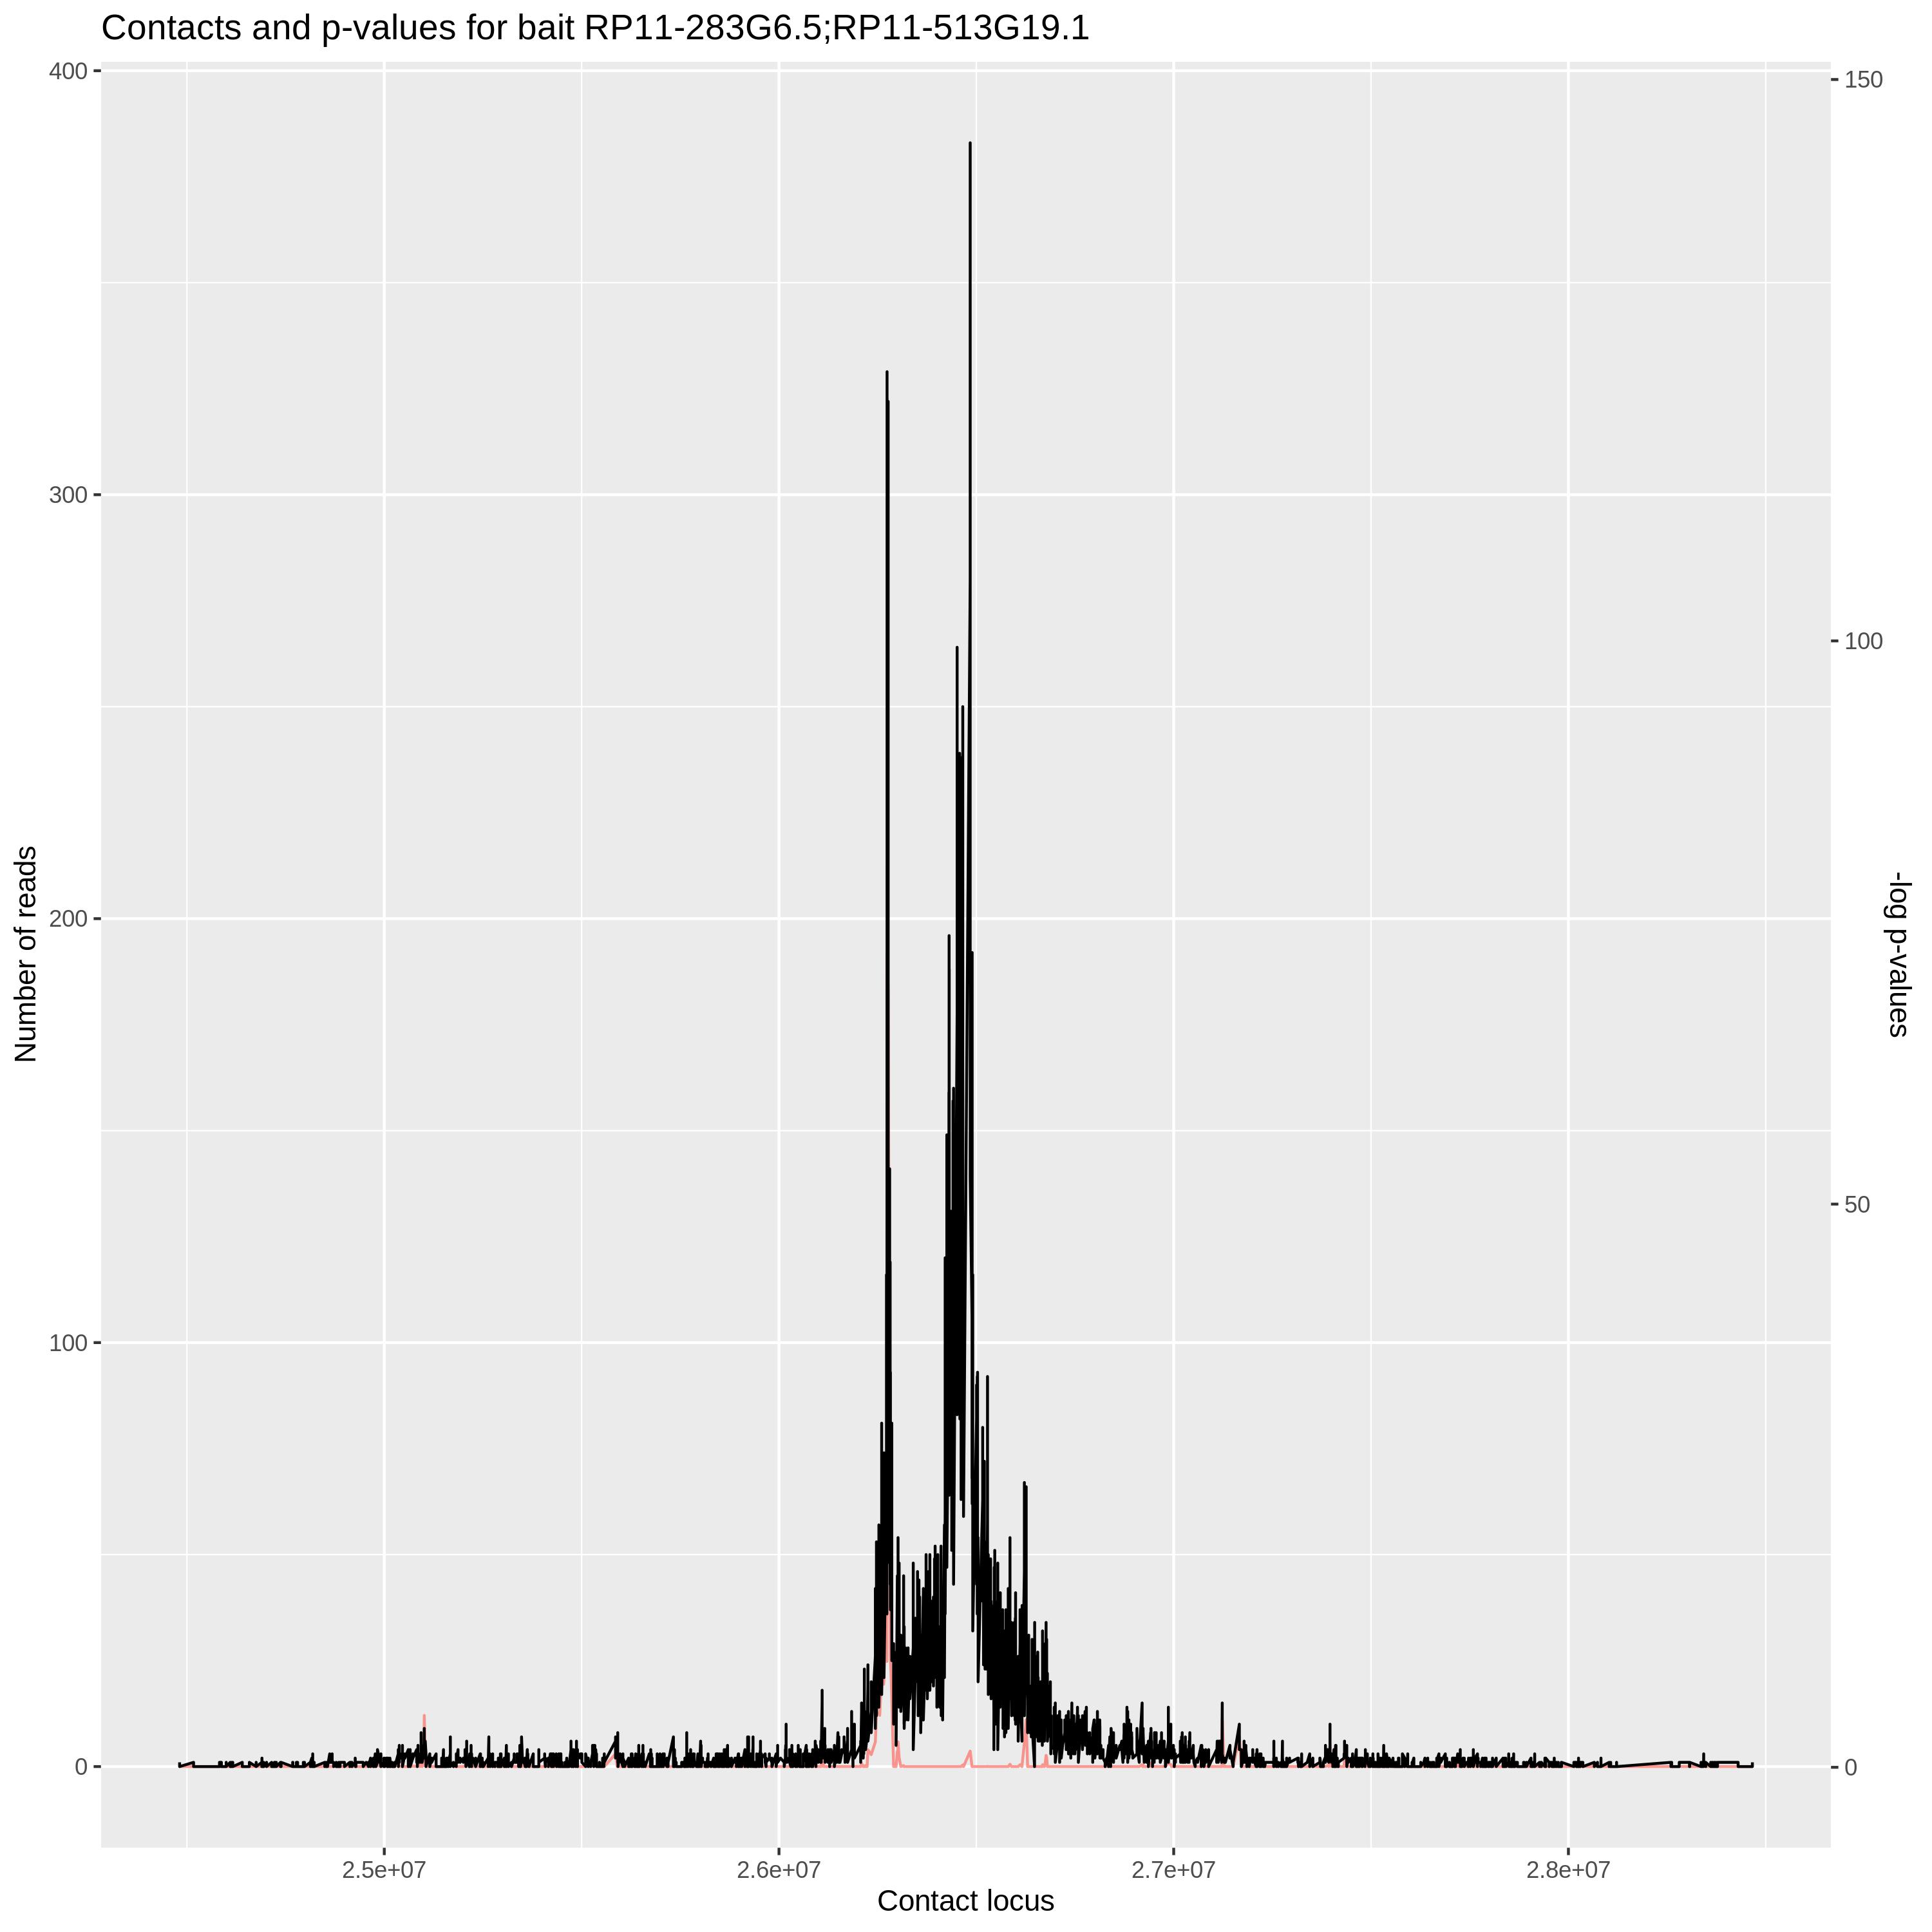 Contacts and p-values for bait RP11-283G6.5;RP11-513G19.1
400
300
200
100
0
Number of reads
150
100
50
0
-log p-values
2.5e+07
2.6e+07
2.7e+07
2.8e+07
Contact locus